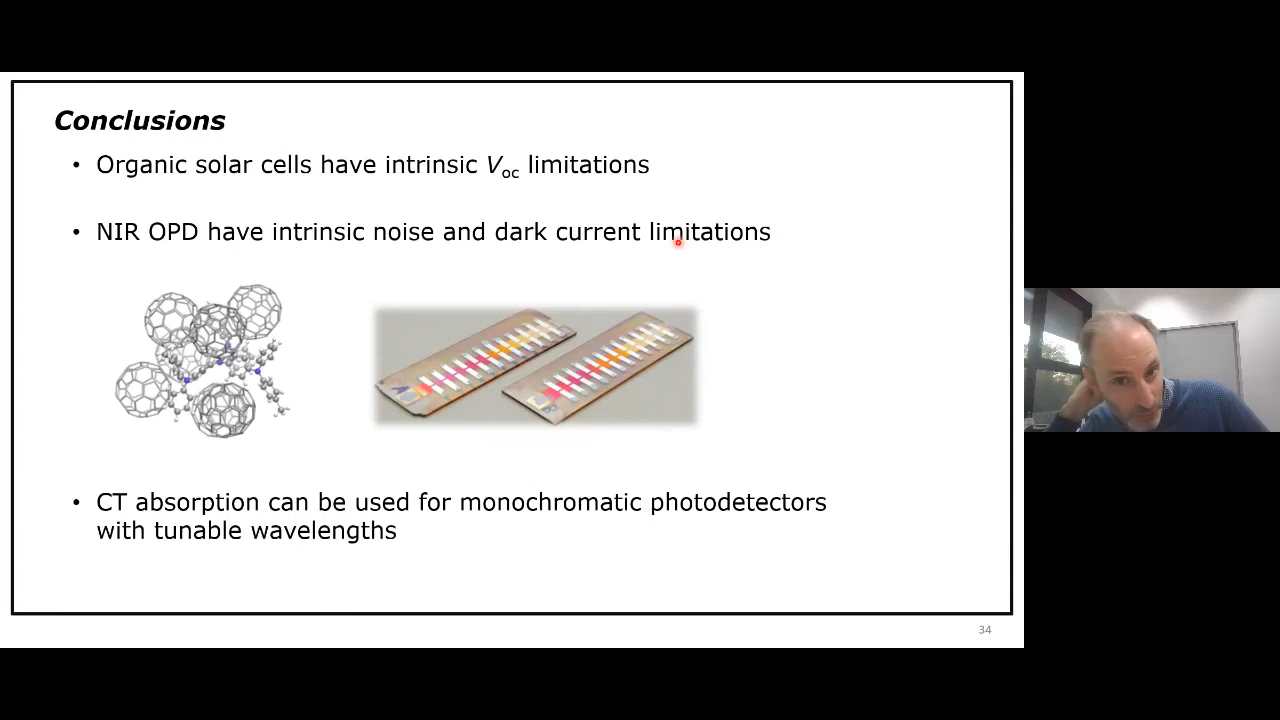 Conclusions
• Organic solar cells have intrinsic Voc limitations
• NIR OPD have intrinsic noise and dark current limitations
• CT absorption can be used for monochromatic photodetectors
with tunable wavelengths
34